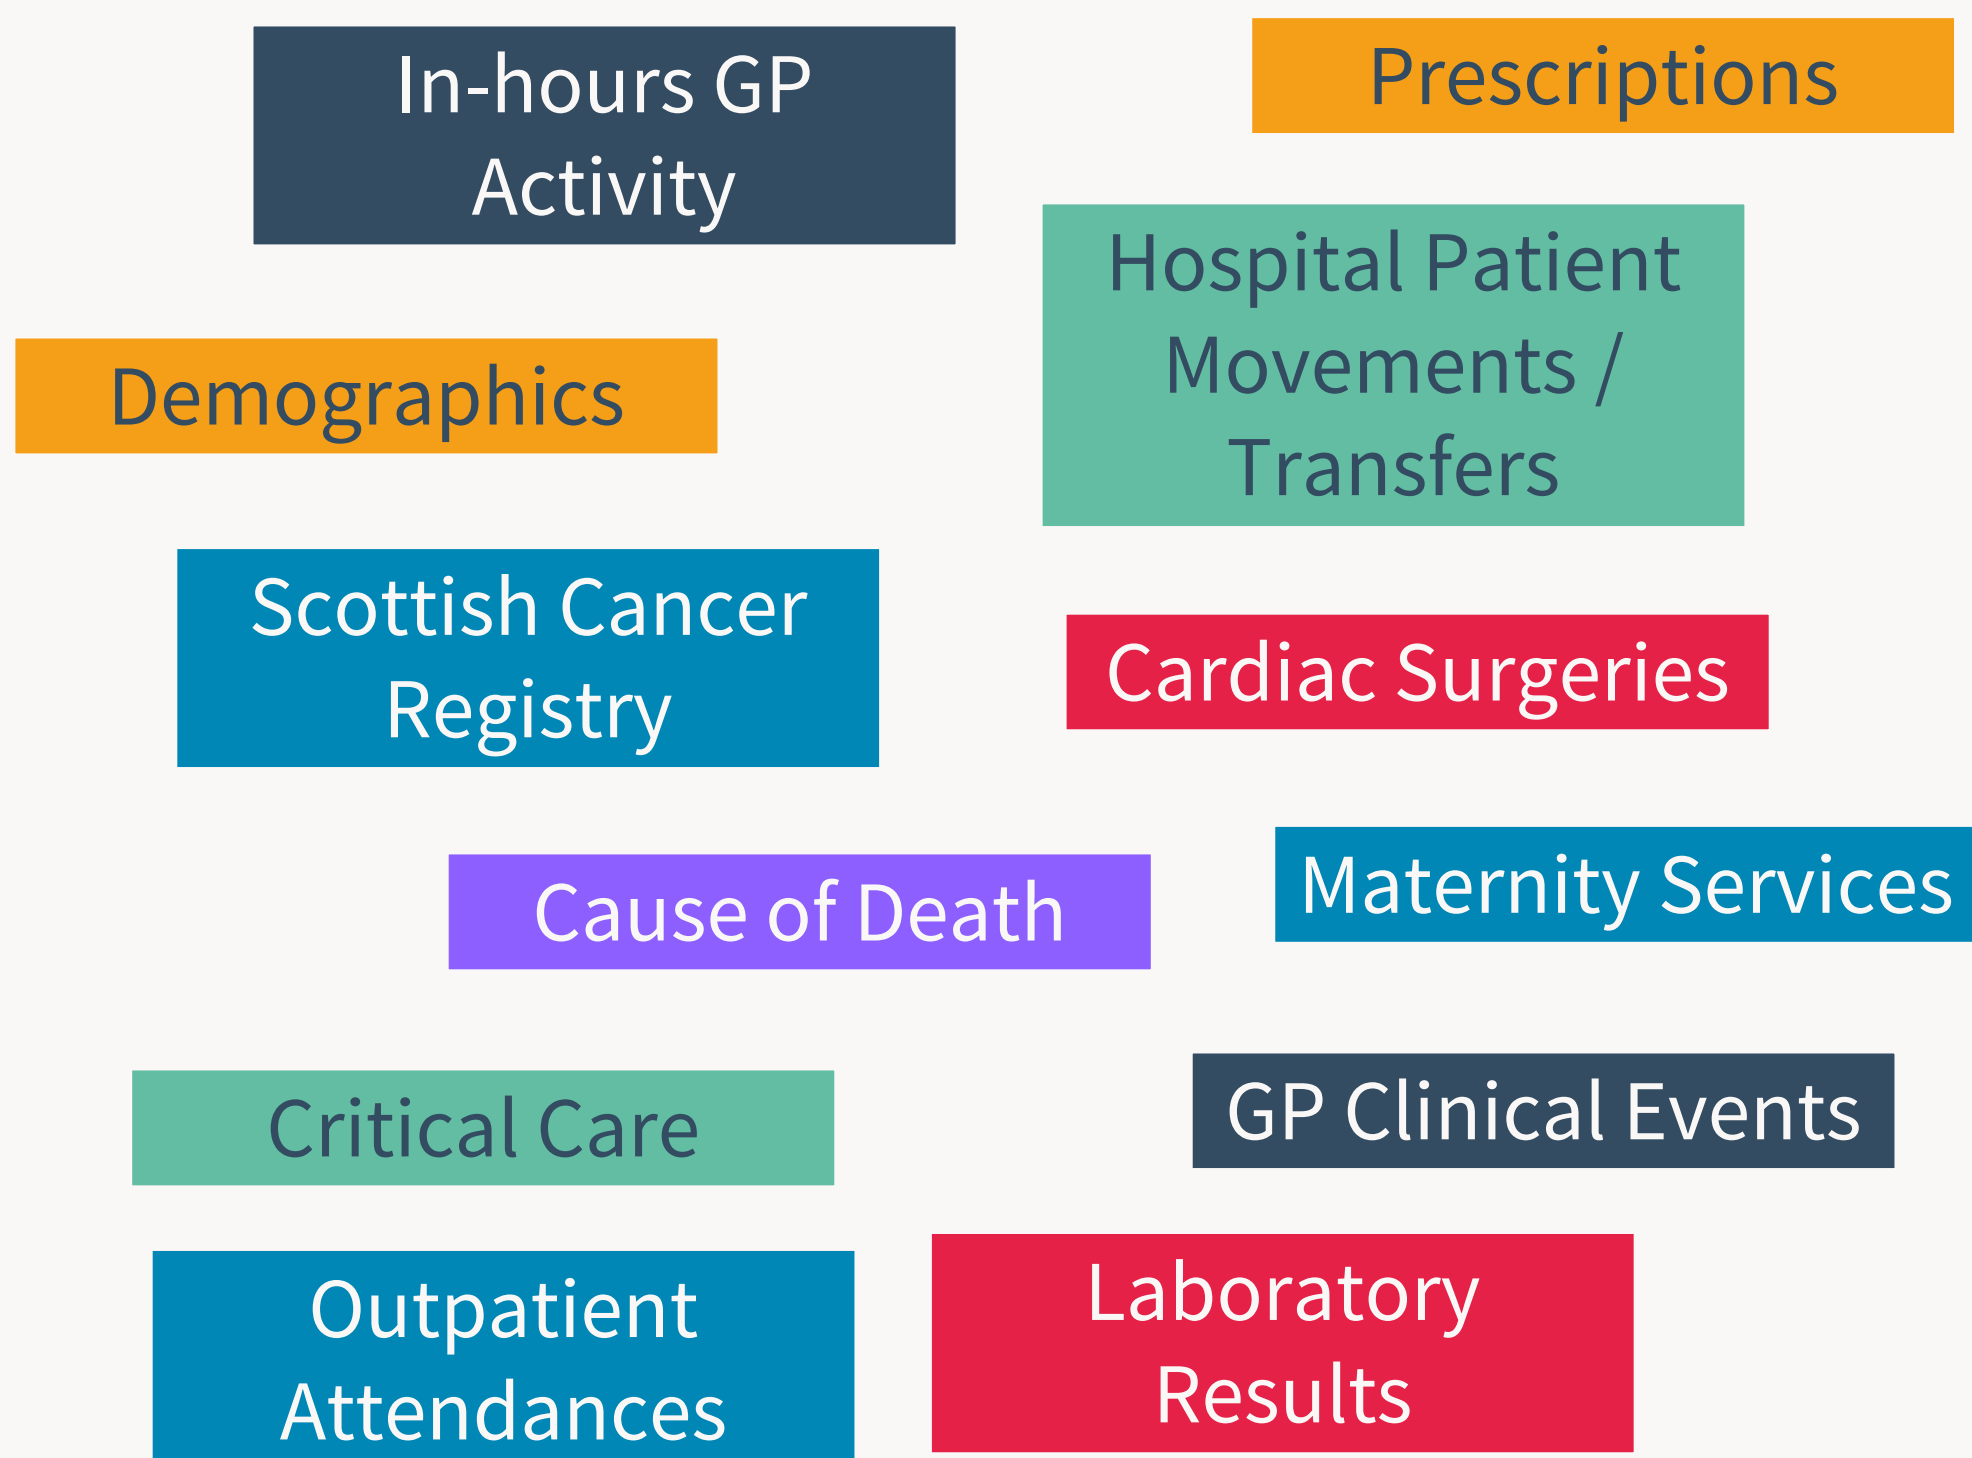 In-hours GP
Activity
Prescriptions
Hospital Patient
Movements /
Transfers
Demographics
Scottish Cancer
Registry
Cardiac Surgeries
Cause of Death
Maternity Services
Critical Care
GP Clinical Events
Outpatient
Attendances
Laboratory
Results